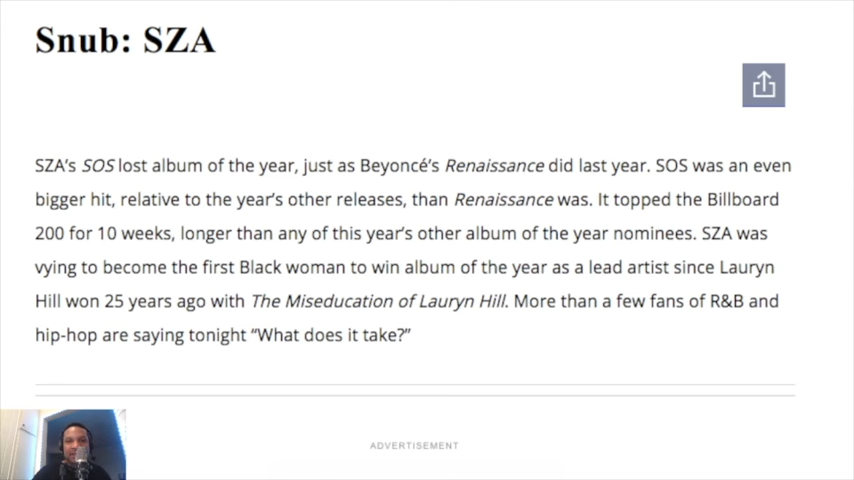 Snub: SZA
SZA's SOS lost album of the year, just as Beyoncé's Renaissance did last year. SOS was an even
bigger hit, relative to the year's other releases, than Renaissance was. It topped the Billboard
200 for 10 weeks, longer than any of this year's other album of the year nominees. SZA was
vying to become the first Black woman to win album of the year as a lead artist since Lauryn
Hill won 25 years ago with The Miseducation of Lauryn Hill. More than a few fans of R&B and
hip-hop are saying tonight “What does it take?”
ADVERTISEMENT